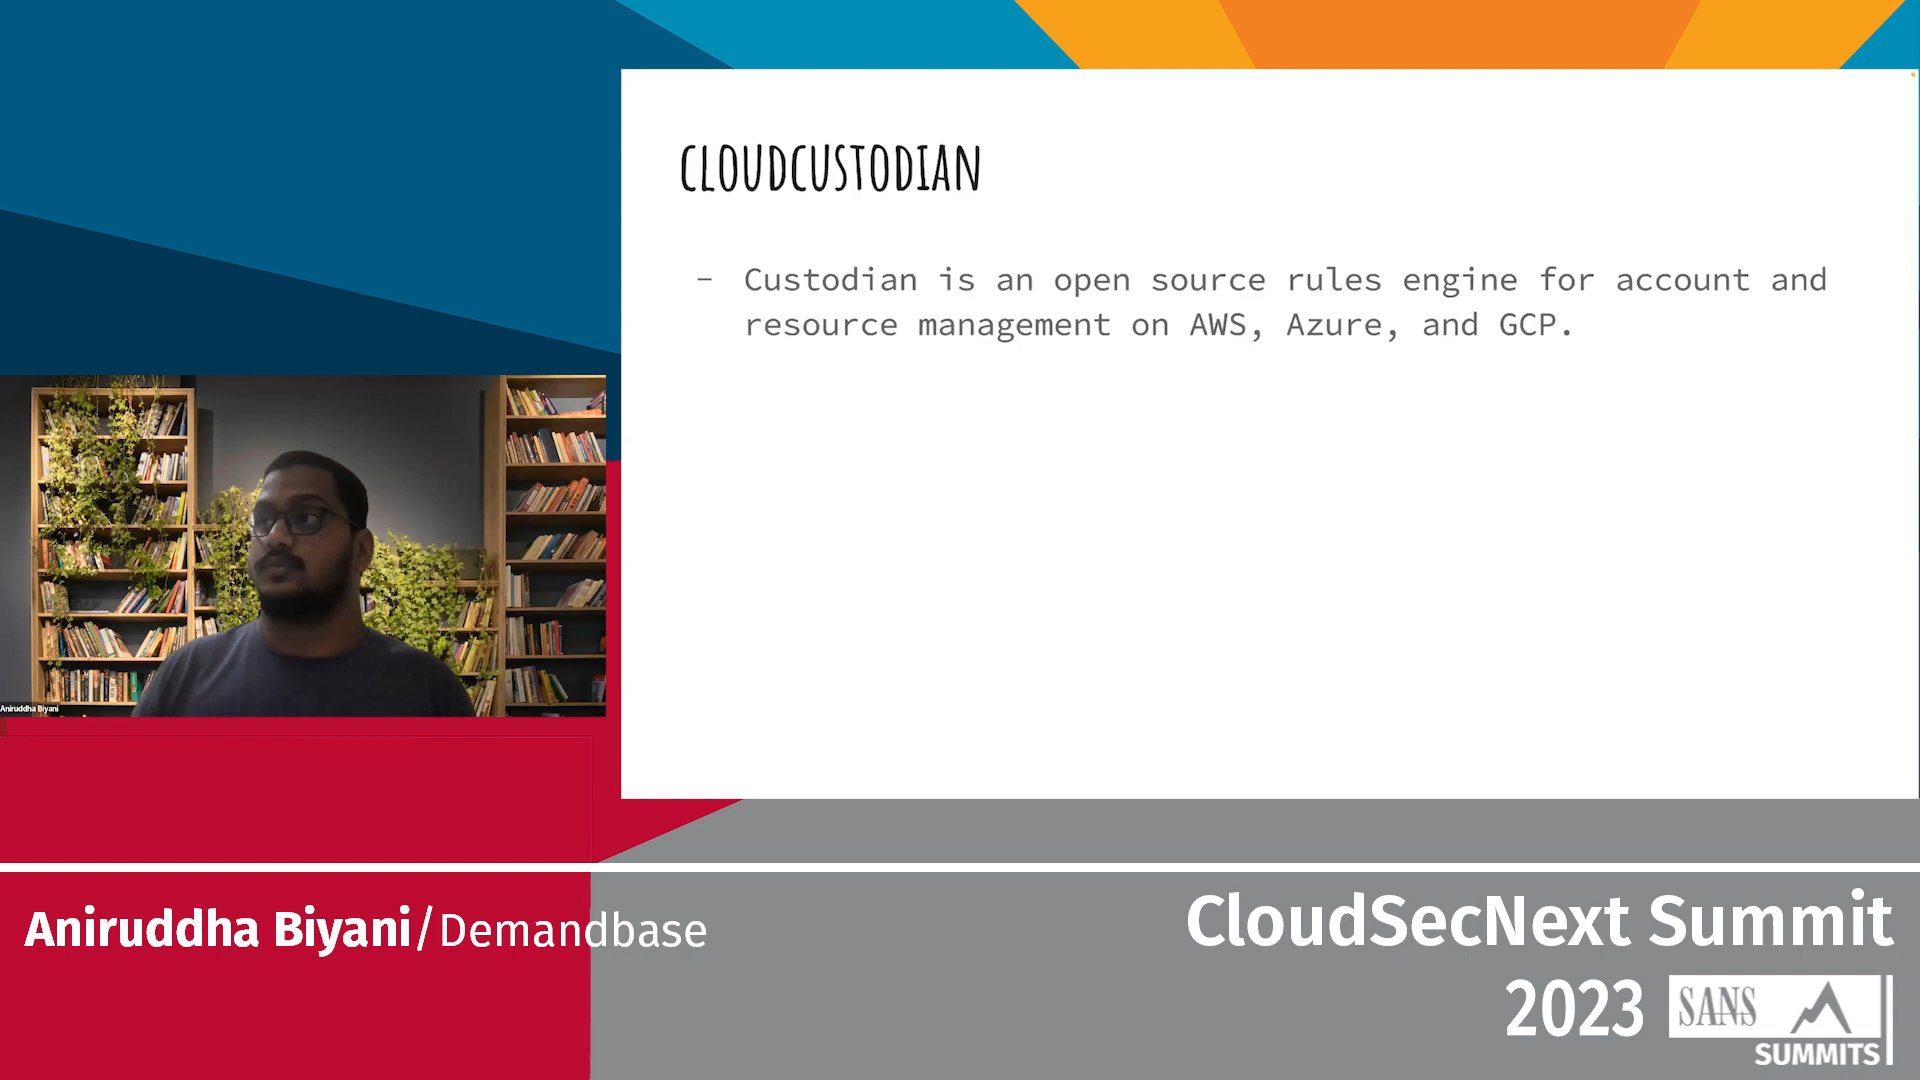 CLOUDCUSTODIAN
- Custodian is an open source rules engine for account and
resource management on AWS, Azure, and GCP.
Aniruddha Biyani
Aniruddha Biyani/Demandbase
CloudSecNext Summit
2023
SANS
SUMMITS